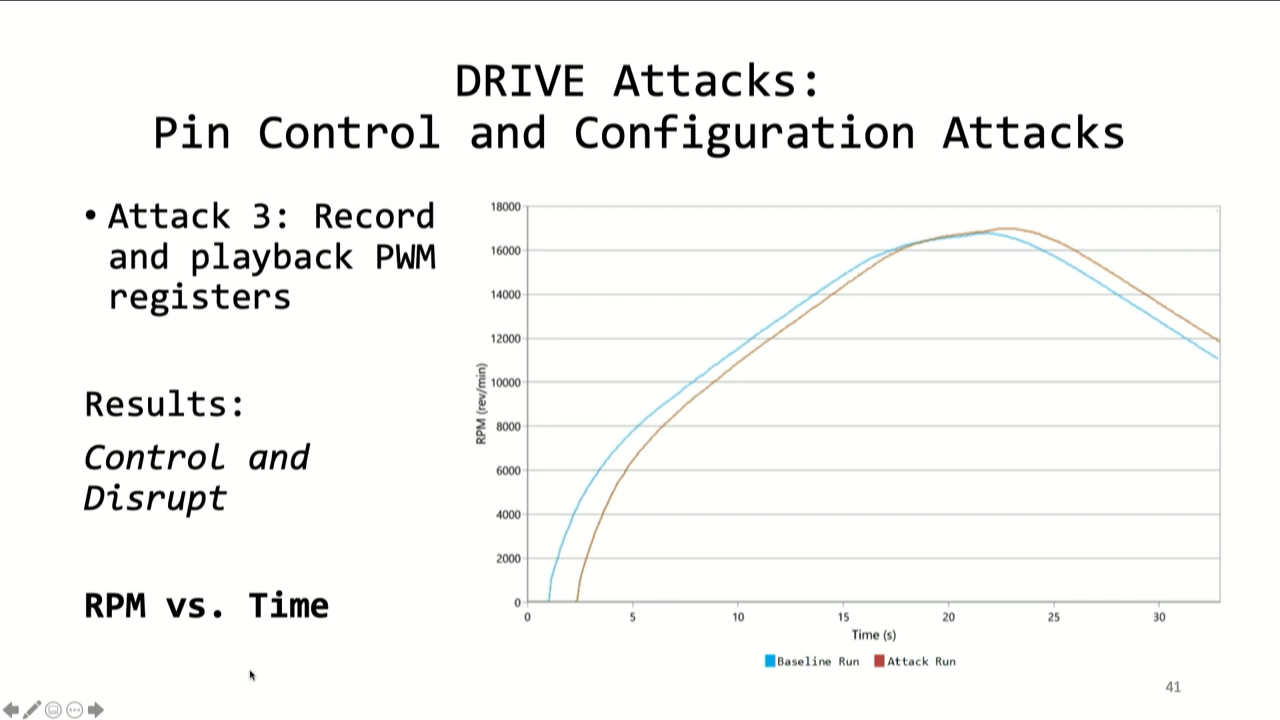 DRIVE Attacks:
Pin Control and Configuration Attacks
• Attack 3: Record
and playback PWM
registers
Results:
Control and
Disrupt
RPM vs. Time
18000
16000
14000
12000
10000
8000
6000
4000
2000
0
RPM (rev/min)
0 5 10 15 20 25 30
Time (s)
Baseline Run Attack Run
41